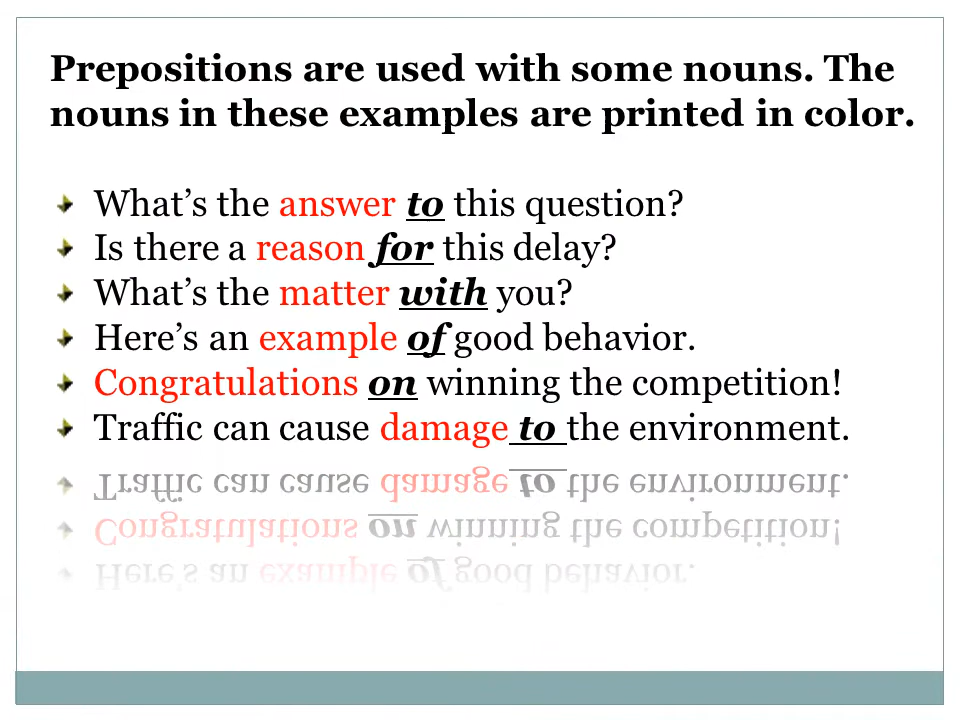 Prepositions are used with some nouns. The
nouns in these examples are printed in color.
What’s the answer to this question?
Is there a reason for this delay?
What’s the matter with you?
Here’s an example of good behavior.
Congratulations on winning the competition!
Traffic can cause damage to the environment.